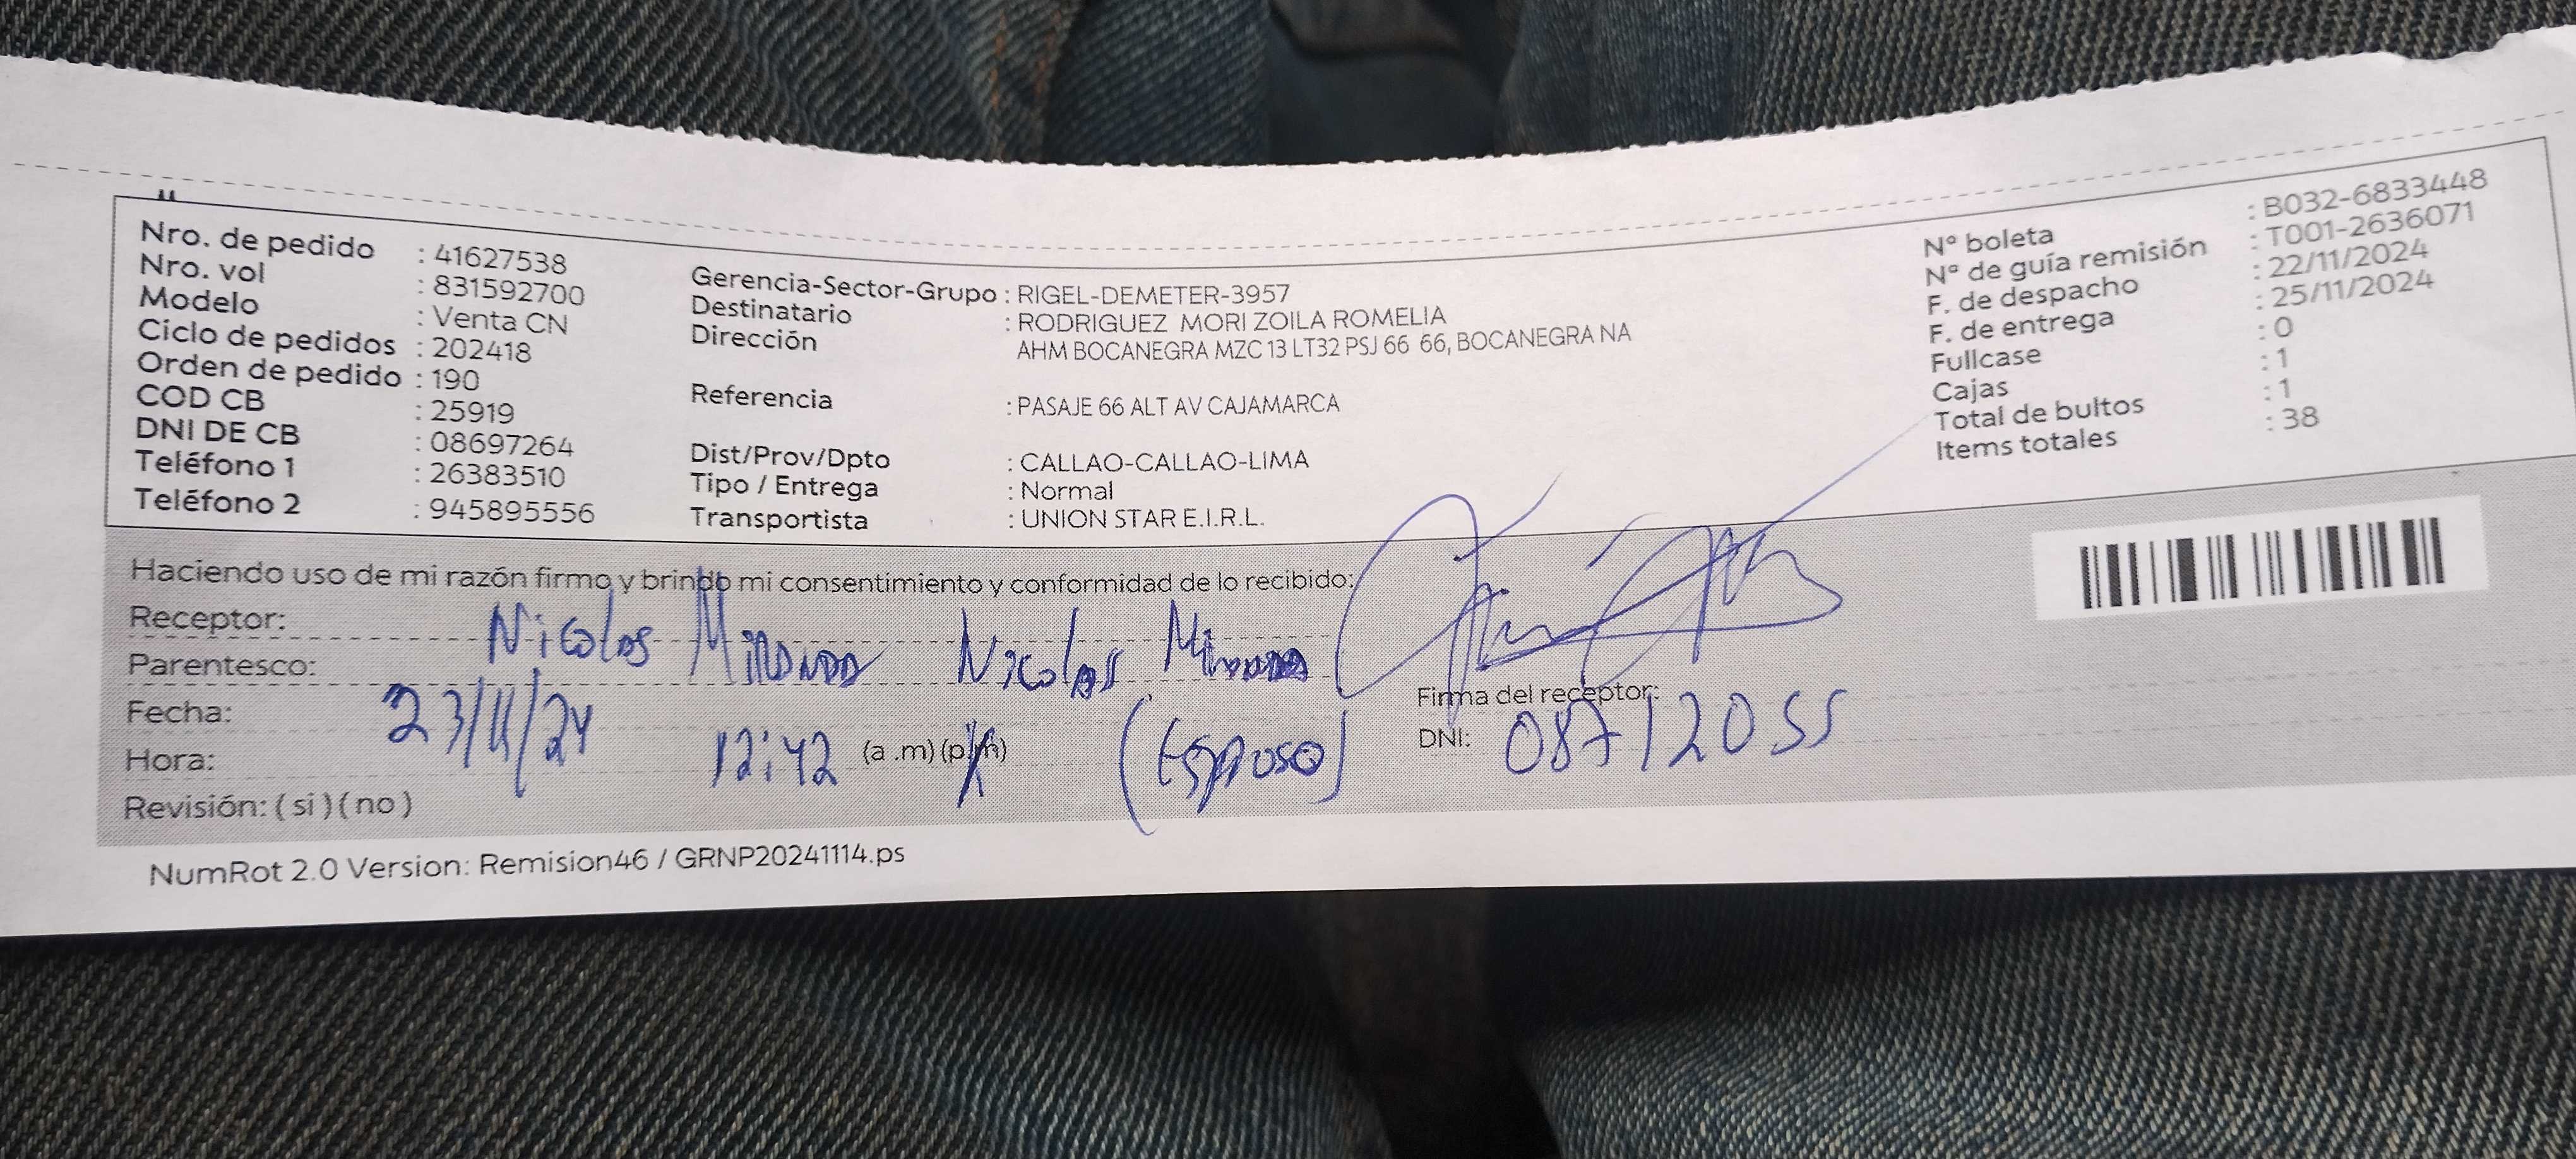 Nro. de pedido : 41627538
Nro. vol : 831592700
Modelo : Venta CN
Ciclo de pedidos : 202418
Orden de pedido : 190
COD CB : 25919
DNI DE CB : 08697264
Teléfono 1 : 26383510
Teléfono 2 : 945895556
Gerencia-Sector-Grupo : RIGEL-DEMETER-3957
Destinatario : RODRIGUEZ MORI ZOILA ROMELIA
Dirección AHM BOCANEGRA MZC 13 LT32 PSJ 66 66, BOCANEGRA NA
Referencia : PASAJE 66 ALT AV CAJAMARCA
Dist/Prov/Dpto : CALLAO-CALLAO-LIMA
Tipo / Entrega : Normal
Transportista : UNION STAR E.I.R.L.
N° boleta : B032-6833448
N° de guía remisión : T001-2636071
F. de despacho : 22/11/2024
F. de entrega : 25/11/2024
Fullcase : 0
Cajas : 1
Total de bultos : 1
Items totales : 38
Haciendo uso de mi razón firmo y brindo mi consentimiento y conformidad de lo recibido:
Receptor: Nicolas Miranda Nicolas Miranda
Parentesco: (Esposo)
Fecha: 23/11/24
Hora: 12:42 (a .m) (p.m)
Revisión: ( si ) ( no )
Firma del receptor:
DNI: 08712055
NumRot 2.0 Version: Remision46 / GRNP20241114.ps